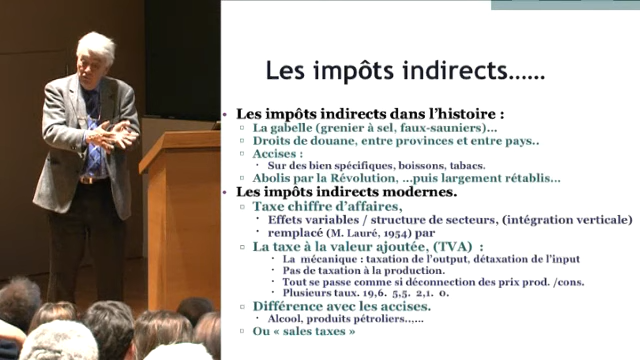 Les impôts indirects......
Les impôts indirects dans l'histoire :
La gabelle (grenier à sel, faux-sauniers)...
Droits de douane, entre provinces et entre pays..
Accises :
Sur des bien spécifiques, boissons, tabacs.
Abolis par la Révolution, ...puis largement rétablis...
Les impôts indirects modernes.
Taxe chiffre d'affaires,
Effets variables / structure de secteurs, (intégration verticale)
remplacé (M. Lauré, 1954) par
La taxe à la valeur ajoutée, (TVA) :
La mécanique : taxation de l'output, détaxation de l'input
Pas de taxation à la production.
Tout se passe comme si déconnection des prix prod. /cons.
Plusieurs taux. 19,6. 5,5. 2,1. 0.
Différence avec les accises.
Alcool, produits pétroliers......
Ou « sales taxes »